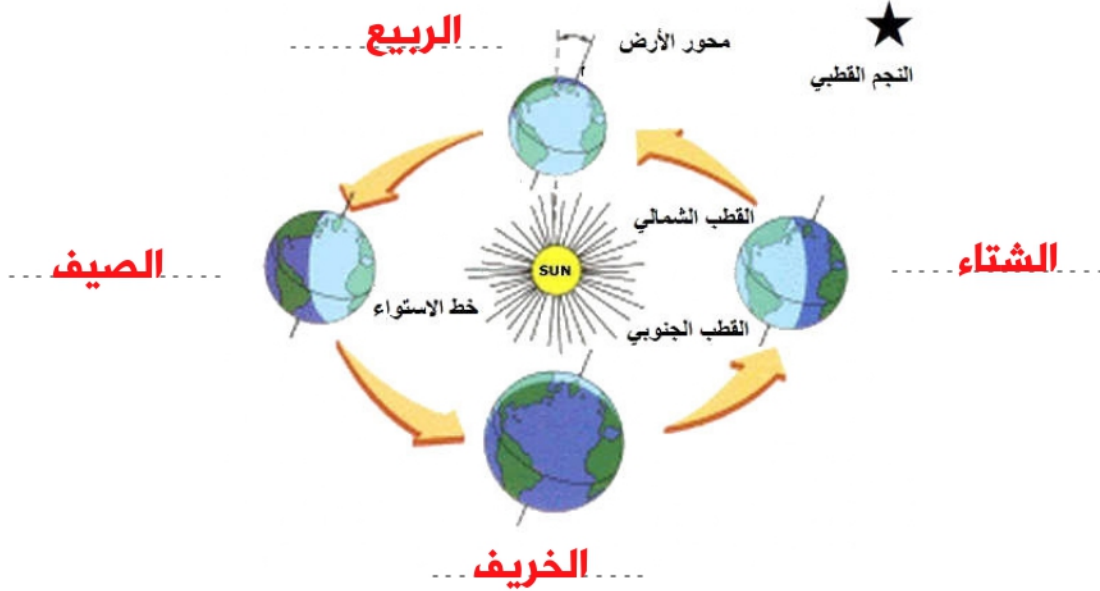 الربيع
محور الأرض
النجم القطبي
القطب الشمالي
الشتاء
الصيف
SUN
خط الاستواء
القطب الجنوبي
الخريف